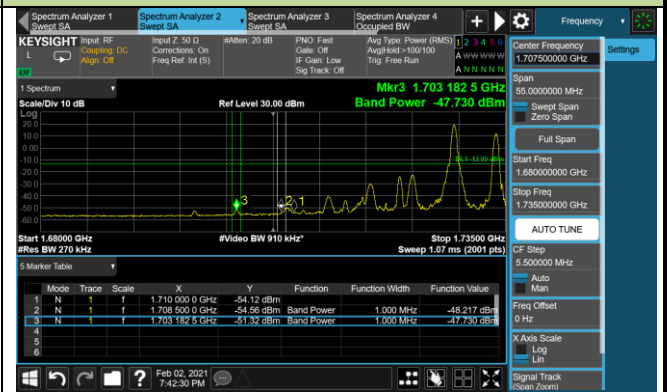 Spectrum Analyzer 1
Swept SA
Spectrum Analyzer 2
Swept SA
Spectrum Analyzer 3
Swept SA
Spectrum Analyzer 4
Occupied BW
+
Frequency
KEYSIGHT
L
Input: RF
Coupling: DC
Align: Off
Input Z: 50 Ω
Corrections: On
Freq Ref: Int (S)
#Atten: 20 dB
PNO: Fast
Gate: Off
IF Gain: Low
Sig Track: Off
Avg Type: Power (RMS)
Avg|Hold:>100/100
Trig: Free Run
1 2 3 4 5 6
A W W W W W
A N N N N N
Center Frequency
1.707500000 GHz
Settings
Span
55.0000000 MHz
Swept Span
Zero Span
Full Span
Start Freq
1.680000000 GHz
Stop Freq
1.735000000 GHz
AUTO TUNE
CF Step
5.500000 MHz
Auto
Man
Freq Offset
0 Hz
X Axis Scale
Log
Lin
Signal Track
(Span Zoom)
1 Spectrum
Scale/Div 10 dB
Ref Level 30.00 dBm
Mkr3 1.703 182 5 GHz
Band Power -47.730 dBm
Log
20.0
10.0
0.00
-10.0
-20.0
-30.0
-40.0
-50.0
-60.0
DL1 -13.00 dBm
3
2
1
Start 1.68000 GHz
#Res BW 270 kHz
#Video BW 910 kHz*
Stop 1.73500 GHz
Sweep 1.07 ms (2001 pts)
5 Marker Table
Mode Trace Scale X Y Function Function Width Function Value
1 N 1 f 1.710 000 0 GHz -54.12 dBm
2 N 1 f 1.708 500 0 GHz -54.56 dBm Band Power 1.000 MHz -48.217 dBm
3 N 1 f 1.703 182 5 GHz -51.32 dBm Band Power 1.000 MHz -47.730 dBm
4
5
6
?
Feb 02, 2021
7:42:30 PM